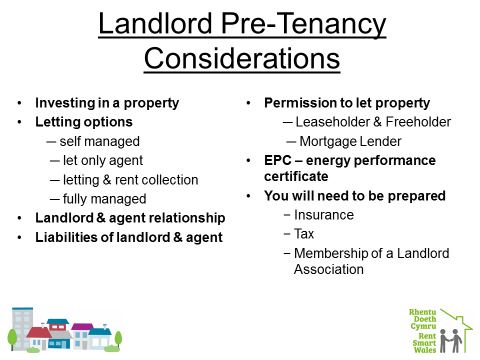 Landlord Pre-Tenancy
Considerations
• Investing in a property
• Letting options
— self managed
— let only agent
— letting & rent collection
— fully managed
• Landlord & agent relationship
• Liabilities of landlord & agent
• Permission to let property
— Leaseholder & Freeholder
— Mortgage Lender
• EPC – energy performance
certificate
• You will need to be prepared
− Insurance
− Tax
− Membership of a Landlord
Association
Rhentu
Doeth
Cymru
Rent
Smart
Wales